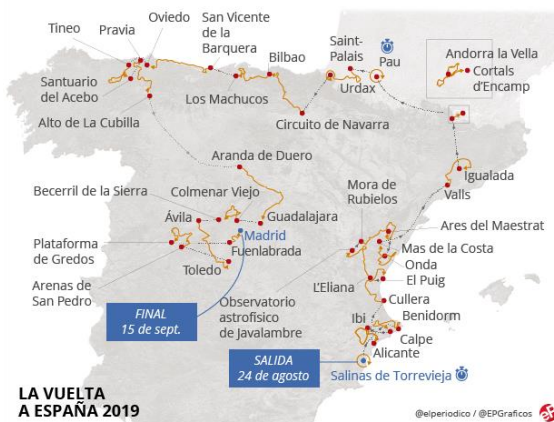 Oviedo
Pravia
Tineo
San Vicente
de la
Barquera
Bilbao
Saint-
Palais
Pau
Andorra la Vella
Cortals
d'Encamp
Santuario
del Acebo
Los Machucos
Urdax
Alto de La Cubilla
Circuito de Navarra
Aranda de Duero
Igualada
Valls
Becerril de la Sierra
Colmenar Viejo
Mora de
Rubielos
Ávila
Guadalajara
Ares del Maestrat
Madrid
Plataforma
de Gredos
Fuenlabrada
Mas de la Costa
Onda
Toledo
El Puig
Arenas de
San Pedro
L'Eliana
Cullera
Observatorio
astrofísico
de Javalambre
FINAL
15 de sept.
Ibi
Benidorm
Calpe
Alicante
SALIDA
24 de agosto
Salinas de Torrevieja
LA VUELTA
A ESPAÑA 2019
@elperiodico / @EPGraficos
eP